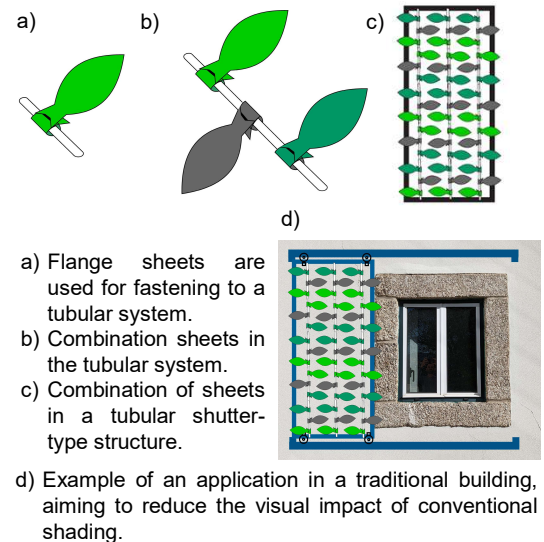 a)
b)
c)
d)
a) Flange sheets are
used for fastening to a
tubular system.
b) Combination sheets in
the tubular system.
c) Combination of sheets
in a tubular shutter-
type structure.
d) Example of an application in a traditional building,
aiming to reduce the visual impact of conventional
shading.